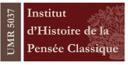 UMR 5037
Institut
d'Histoire de la
Pensée Classique